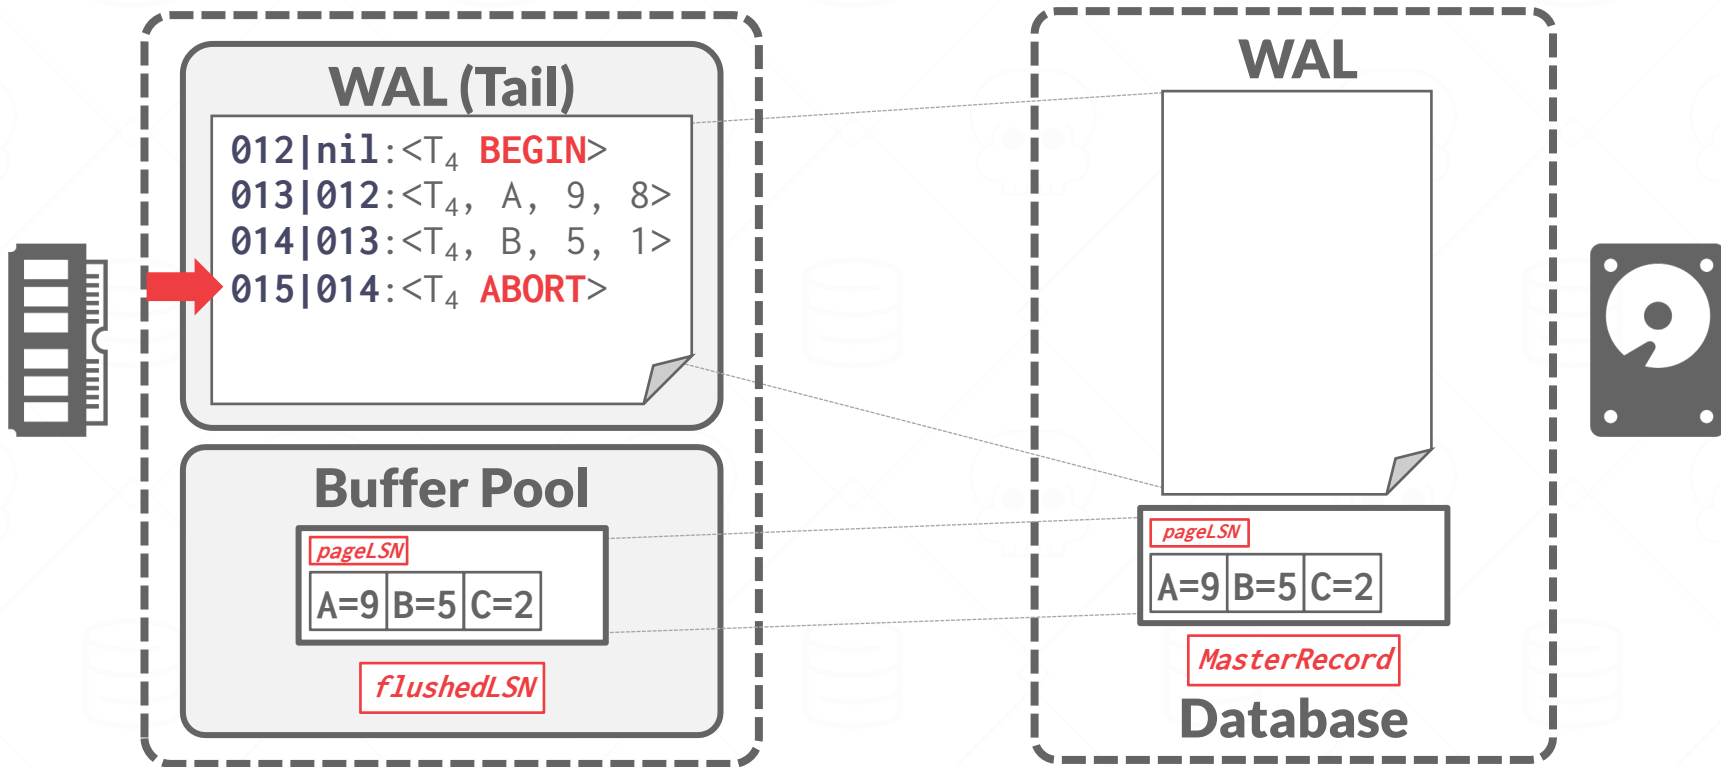 WAL (Tail)
012|nil:<T₄ BEGIN>
013|012:<T₄, A, 9, 8>
014|013:<T₄, B, 5, 1>
015|014:<T₄ ABORT>
Buffer Pool
pageLSN
A=9 B=5 C=2
flushedLSN
WAL
pageLSN
A=9 B=5 C=2
MasterRecord
Database